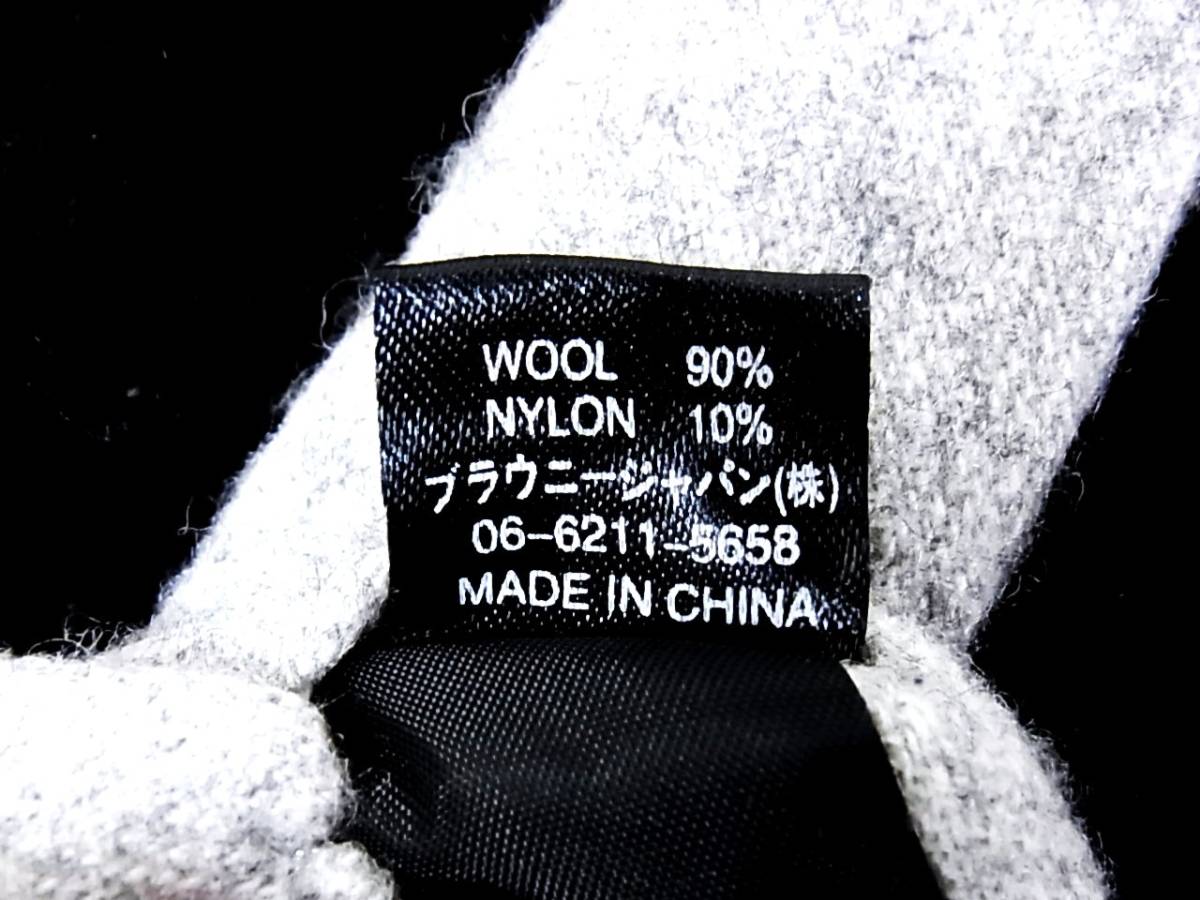 WOOL 90%
NYLON 10%
ブラウニージャパン(株)
06-6211-5658
MADE IN CHINA